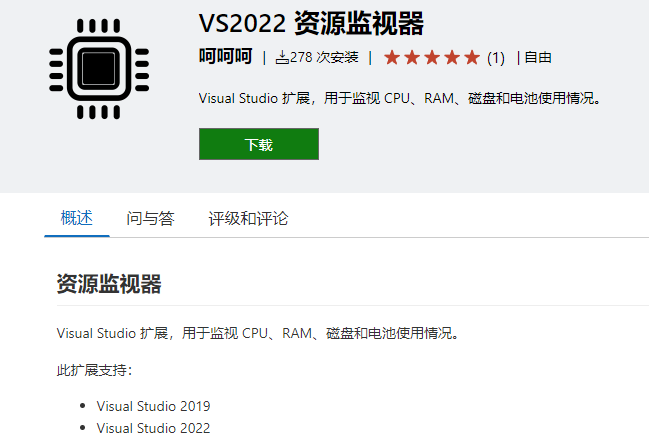 VS2022 资源监视器
呵呵呵 | 278 次安装 | (1) | 自由
Visual Studio 扩展，用于监视 CPU、RAM、磁盘和电池使用情况。
下载
概述 问与答 评级和评论
资源监视器
Visual Studio 扩展，用于监视 CPU、RAM、磁盘和电池使用情况。
此扩展支持：
• Visual Studio 2019
• Visual Studio 2022